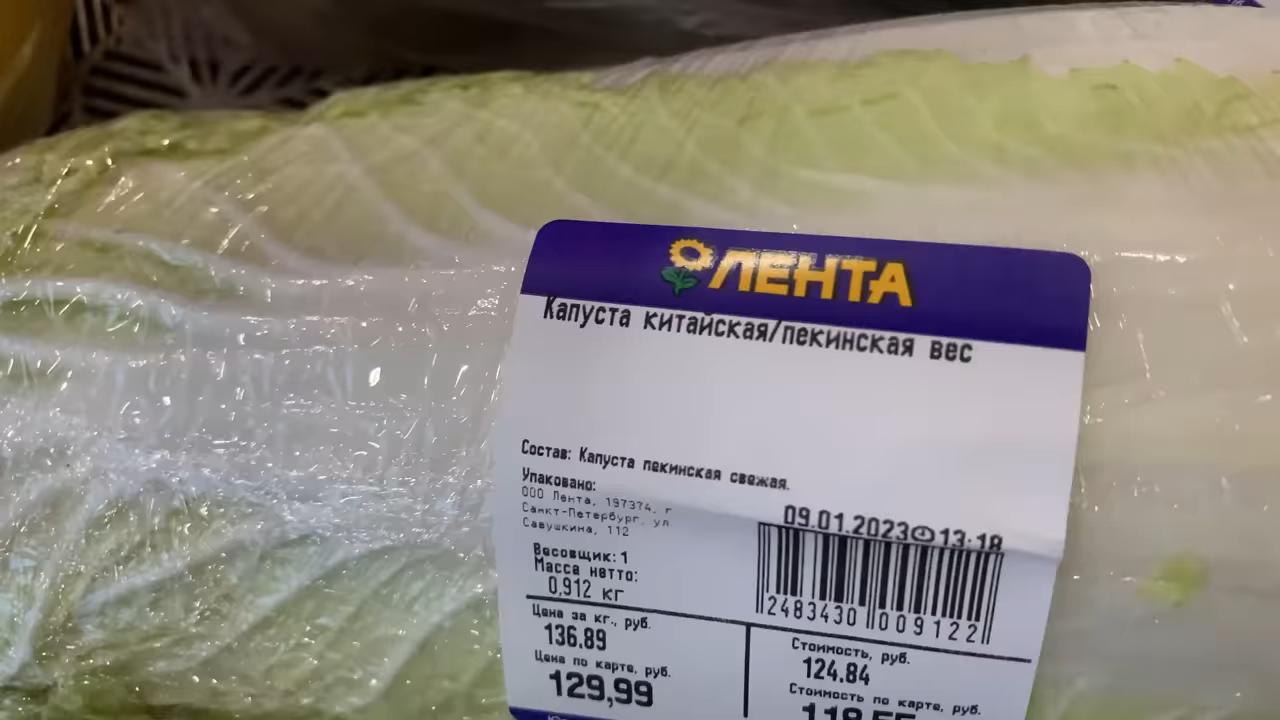 ЛЕНТА
Капуста китайская/пекинская вес
Состав: Капуста пекинская свежая.
Упаковано:
ООО Лента, 197374, г
Санкт-Петербург, ул.
Савушкина, 112
09.01.2023 13:18
Весовщик: 1
Масса нетто:
0,912 кг
2483430 009122
Цена за кг., руб.
136.89
Цена по карте, руб.
129,99
Стоимость, руб.
124.84
Стоимость по карте, руб.
118,55